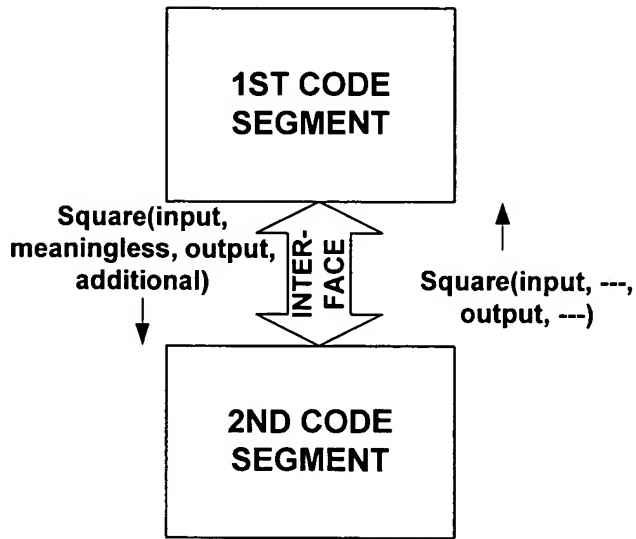 1ST CODE
SEGMENT
Square(input,
meaningless, output,
additional)
INTER-
FACE
Square(input, ---,
output, ---)
2ND CODE
SEGMENT